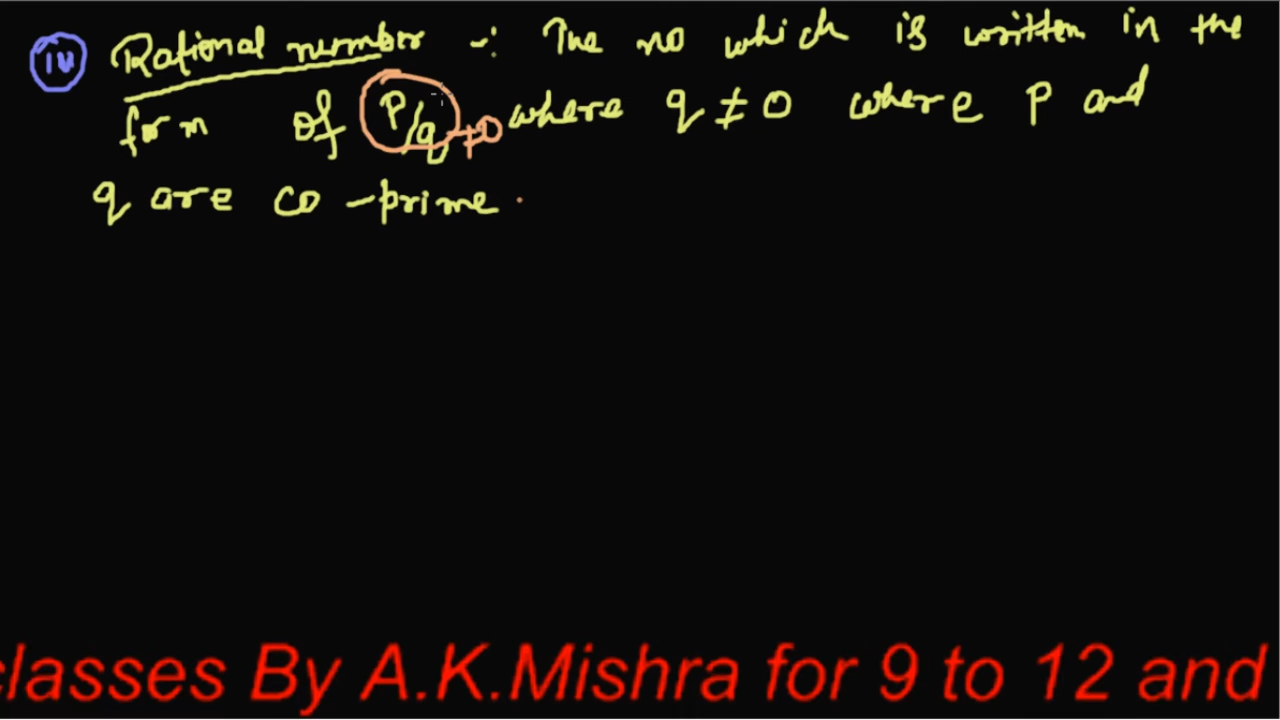 iv Rational number -: The no which is written in the
form of P/q ≠0 where q ≠ 0 where P and
q are co-prime.
classes By A.K.Mishra for 9 to 12 and